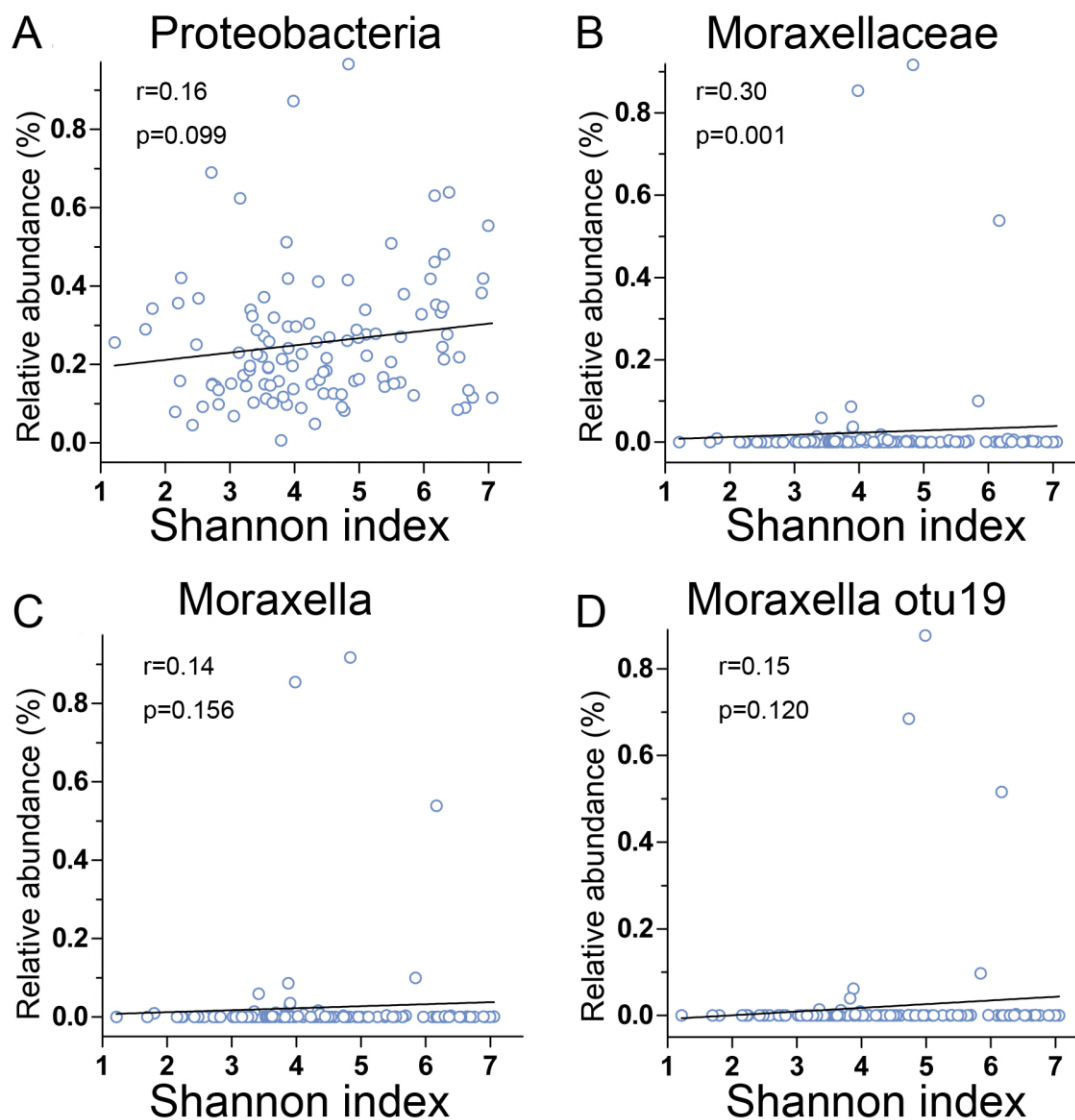 A Proteobacteria
r=0.16
p=0.099
Relative abundance (%)
0.8
0.6
0.4
0.2
0.0
1 2 3 4 5 6 7
Shannon index
B Moraxellaceae
r=0.30
p=0.001
Relative abundance (%)
0.8
0.6
0.4
0.2
0.0
1 2 3 4 5 6 7
Shannon index
C Moraxella
r=0.14
p=0.156
Relative abundance (%)
0.8
0.6
0.4
0.2
0.0
1 2 3 4 5 6 7
Shannon index
D Moraxella otu19
r=0.15
p=0.120
Relative abundance (%)
0.8
0.6
0.4
0.2
0.0
1 2 3 4 5 6 7
Shannon index